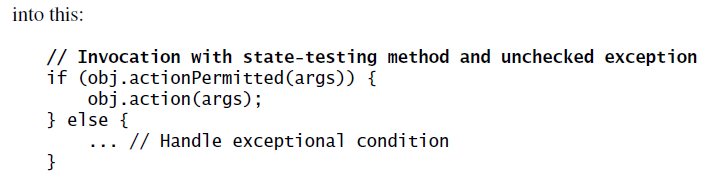 into this:
// Invocation with state-testing method and unchecked exception
if (obj.actionPermitted(args)) {
    obj.action(args);
} else {
    ... // Handle exceptional condition
}